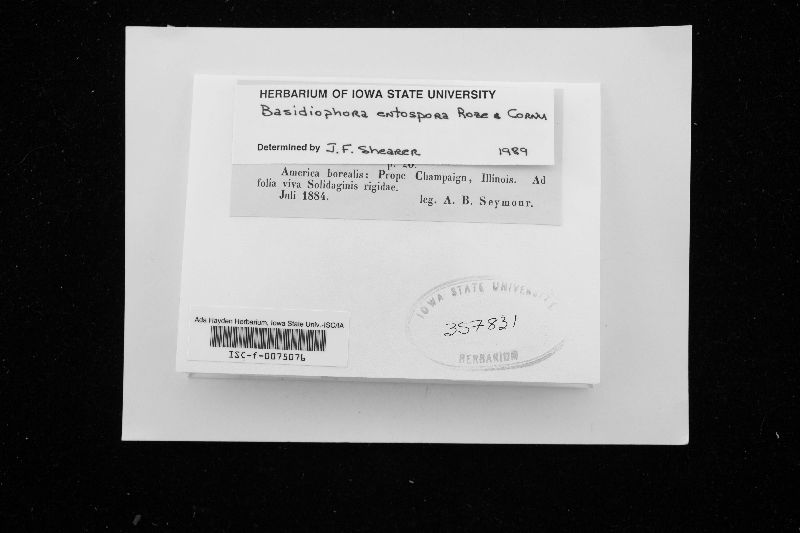 HERBARIUM OF IOWA STATE UNIVERSITY
Basidiophora entospora Roze & Cornu
Determined by J. F. Shearer 1989
p. 20.
America borealis: Prope Champaign, Illinois. Ad
folia viva Solidaginis rigidae.
Juli 1884. leg. A. B. Seymour.
IOWA STATE UNIVERSITY
357831
HERBARIUM
Ada Hayden Herbarium, Iowa State Univ.-ISC/IA
ISC-f-0075076